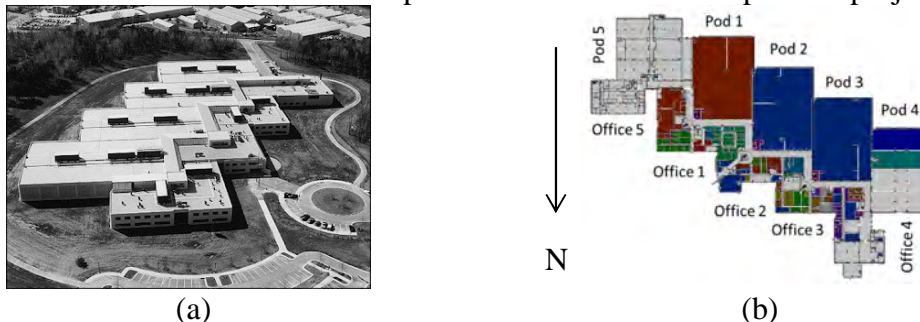 Pod 1
Pod 5
Pod 2
Pod 3
Pod 4
Office 5
Office 1
Office 2
Office 3
Office 4
N
(a)
(b)